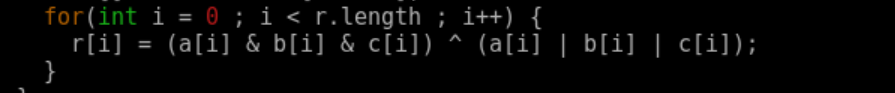 for(int i = 0 ; i < r.length ; i++) {
r[i] = (a[i] & b[i] & c[i]) ^ (a[i] | b[i] | c[i]);
}